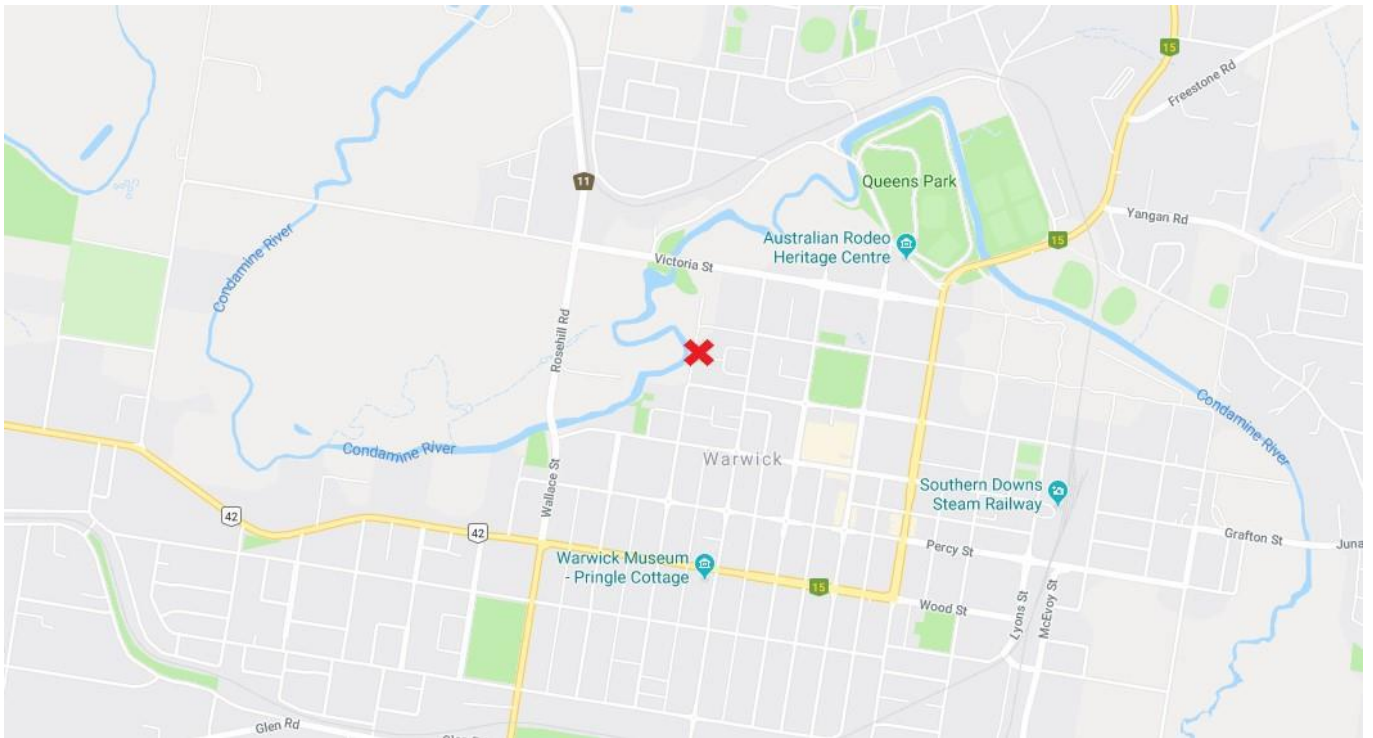 15
Freestone Rd
11
Queens Park
Yangan Rd
Australian Rodeo
Heritage Centre
15
Condamine River
Victoria St
Rosehill Rd
Condamine River
Condamine River
Warwick
Wallace St
Southern Downs
Steam Railway
42
42
Grafton St
Percy St
Juna
Warwick Museum
- Pringle Cottage
15
Wood St
Lyons St
McEvoy St
Glen Rd